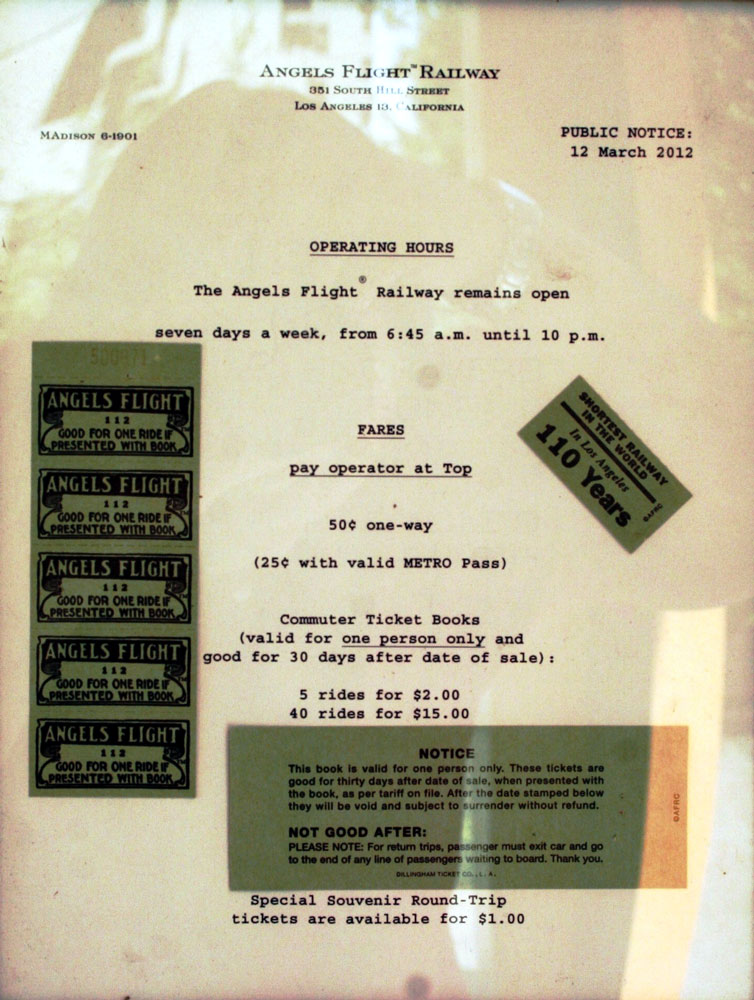 ANGELS FLIGHT™ RAILWAY
351 SOUTH HILL STREET
LOS ANGELES 13, CALIFORNIA
MADISON 6-1901
PUBLIC NOTICE:
12 March 2012
OPERATING HOURS
The Angels Flight® Railway remains open
seven days a week, from 6:45 a.m. until 10 p.m.
FARES
pay operator at Top
50¢ one-way
(25¢ with valid METRO Pass)
Commuter Ticket Books
(valid for one person only and
good for 30 days after date of sale):
5 rides for $2.00
40 rides for $15.00
ANGELS FLIGHT
112
GOOD FOR ONE RIDE IF
PRESENTED WITH BOOK
ANGELS FLIGHT
112
GOOD FOR ONE RIDE IF
PRESENTED WITH BOOK
ANGELS FLIGHT
112
GOOD FOR ONE RIDE IF
PRESENTED WITH BOOK
ANGELS FLIGHT
112
GOOD FOR ONE RIDE IF
PRESENTED WITH BOOK
ANGELS FLIGHT
112
GOOD FOR ONE RIDE IF
PRESENTED WITH BOOK
SHORTEST RAILWAY
IN THE WORLD
In Los Angeles
110 Years
©AFRC
NOTICE
This book is valid for one person only. These tickets are
good for thirty days after date of sale, when presented with
the book, as per tariff on file. After the date stamped below
they will be void and subject to surrender without refund.
NOT GOOD AFTER:
PLEASE NOTE: For return trips, passenger must exit car and go
to the end of any line of passengers waiting to board. Thank you.
DILLINGHAM TICKET CO., L. A.
©AFRC
Special Souvenir Round-Trip
tickets are available for $1.00